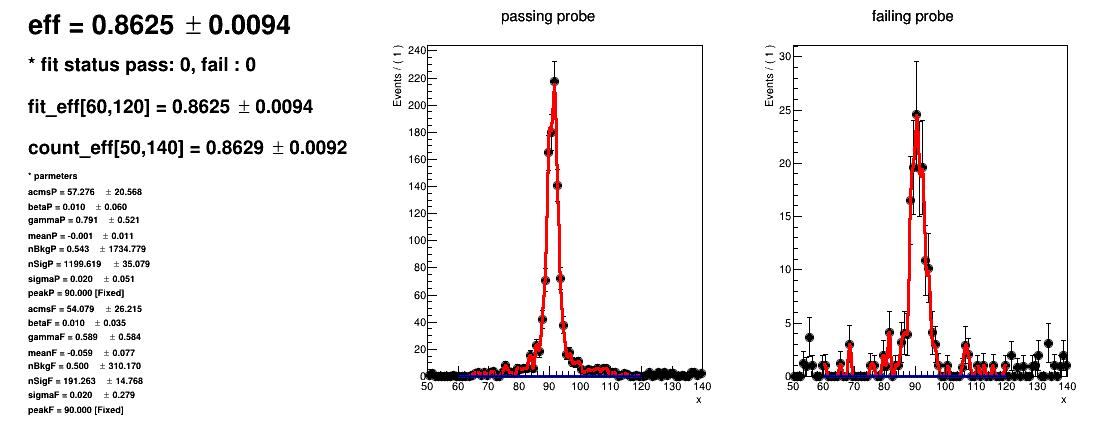 eff = 0.8625 ± 0.0094
* fit status pass: 0, fail : 0
fit_eff[60,120] = 0.8625 ± 0.0094
count_eff[50,140] = 0.8629 ± 0.0092
* parmeters
acmsP = 57.276 ± 20.568
betaP = 0.010 ± 0.060
gammaP = 0.791 ± 0.521
meanP = -0.001 ± 0.011
nBkgP = 0.543 ± 1734.779
nSigP = 1199.619 ± 35.079
sigmaP = 0.020 ± 0.051
peakP = 90.000 [Fixed]
acmsF = 54.079 ± 26.215
betaF = 0.010 ± 0.035
gammaF = 0.589 ± 0.584
meanF = -0.059 ± 0.077
nBkgF = 0.500 ± 310.170
nSigF = 191.263 ± 14.768
sigmaF = 0.020 ± 0.279
peakF = 90.000 [Fixed]
passing probe
Events / ( 1 )
240
220
200
180
160
140
120
100
80
60
40
20
0
50 60 70 80 90 100 110 120 130 140
x
failing probe
Events / ( 1 )
30
25
20
15
10
5
0
50 60 70 80 90 100 110 120 130 140
x